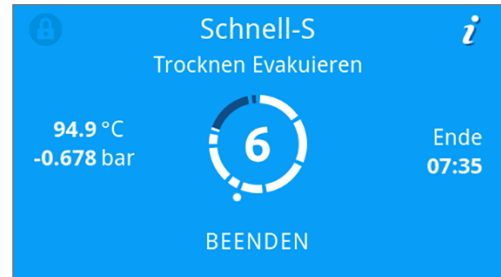 Schnell-S
i
Trocknen Evakuieren
94.9 °C
-0.678 bar
6
Ende
07:35
BEENDEN